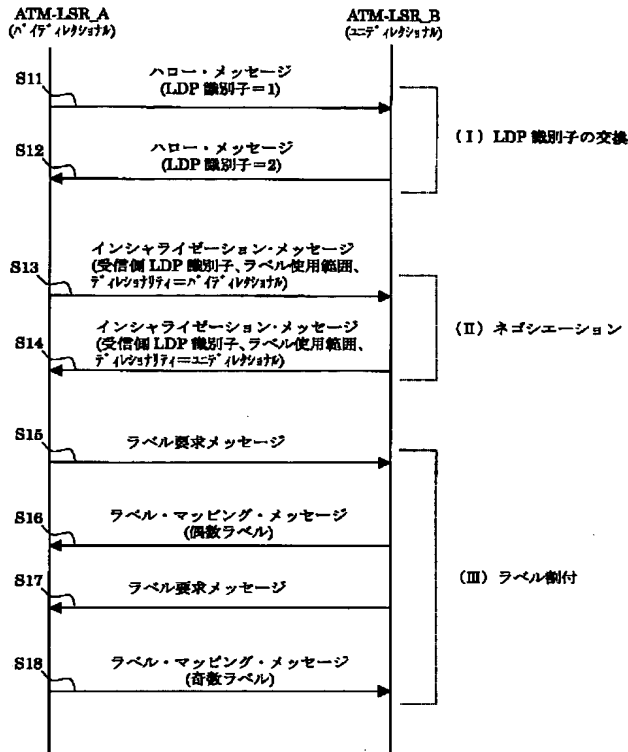 ATM-LSR_A
(ﾊﾞｲﾃﾞｨﾚｸｼｮﾅﾙ)
ATM-LSR_B
(ﾕﾆﾃﾞｨﾚｸｼｮﾅﾙ)
S11
ハロー・メッセージ
(LDP 識別子=1)
S12
ハロー・メッセージ
(LDP 識別子=2)
(Ⅰ) LDP 識別子の交換
S13
インシャライゼーション・メッセージ
(受信側 LDP 識別子、ラベル使用範囲、
ﾃﾞｨﾚｼｮﾅﾘﾃｨ=ﾊﾞｲﾃﾞｨﾚｸｼｮﾅﾙ)
S14
インシャライゼーション・メッセージ
(受信側 LDP 識別子、ラベル使用範囲、
ﾃﾞｨﾚｼｮﾅﾘﾃｨ=ﾕﾆﾃﾞｨﾚｸｼｮﾅﾙ)
(Ⅱ) ネゴシエーション
S15
ラベル要求メッセージ
S16
ラベル・マッピング・メッセージ
(偶数ラベル)
S17
ラベル要求メッセージ
(Ⅲ) ラベル割付
S18
ラベル・マッピング・メッセージ
(奇数ラベル)